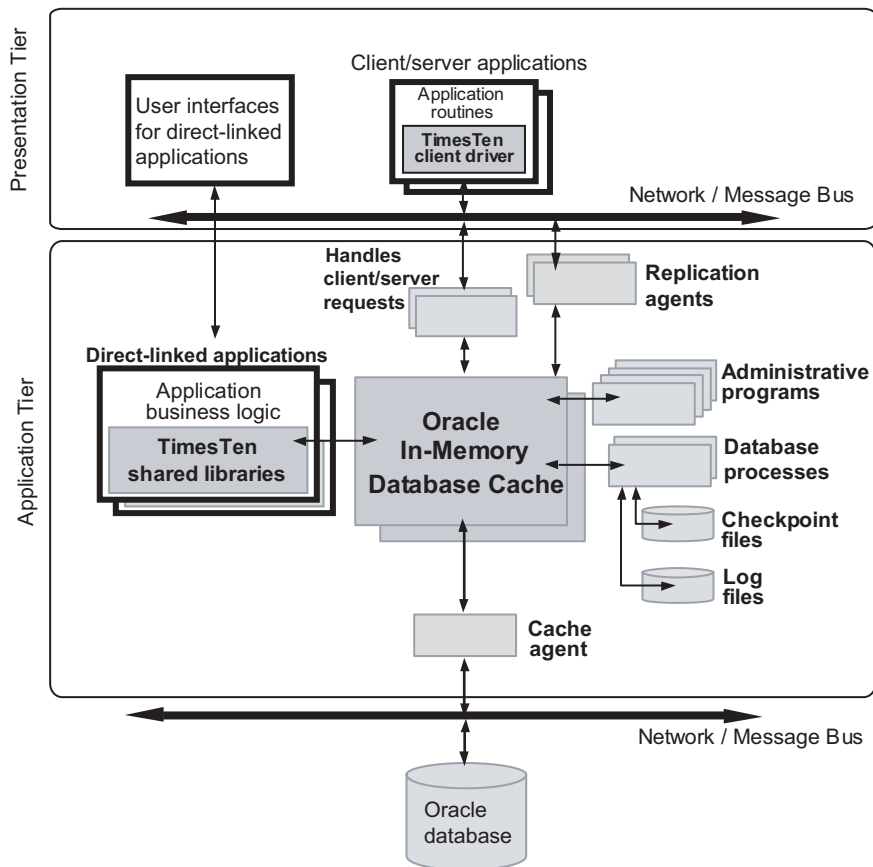 Presentation Tier
Client/server applications
User interfaces
for direct-linked
applications
Application
routines
TimesTen
client driver
Network / Message Bus
Application Tier
Handles
client/server
requests
Replication
agents
Direct-linked applications
Application
business logic
TimesTen
shared libraries
Oracle
In-Memory
Database Cache
Administrative
programs
Database
processes
Checkpoint
files
Log
files
Cache
agent
Network / Message Bus
Oracle
database